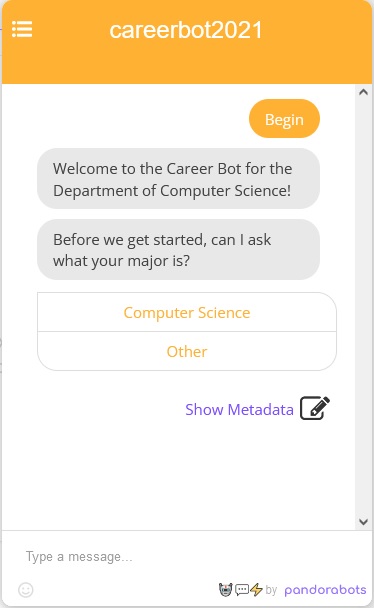 careerbot2021
Begin
Welcome to the Career Bot for the
Department of Computer Science!
Before we get started, can I ask
what your major is?
Computer Science
Other
Show Metadata
Type a message...
by pandorabots